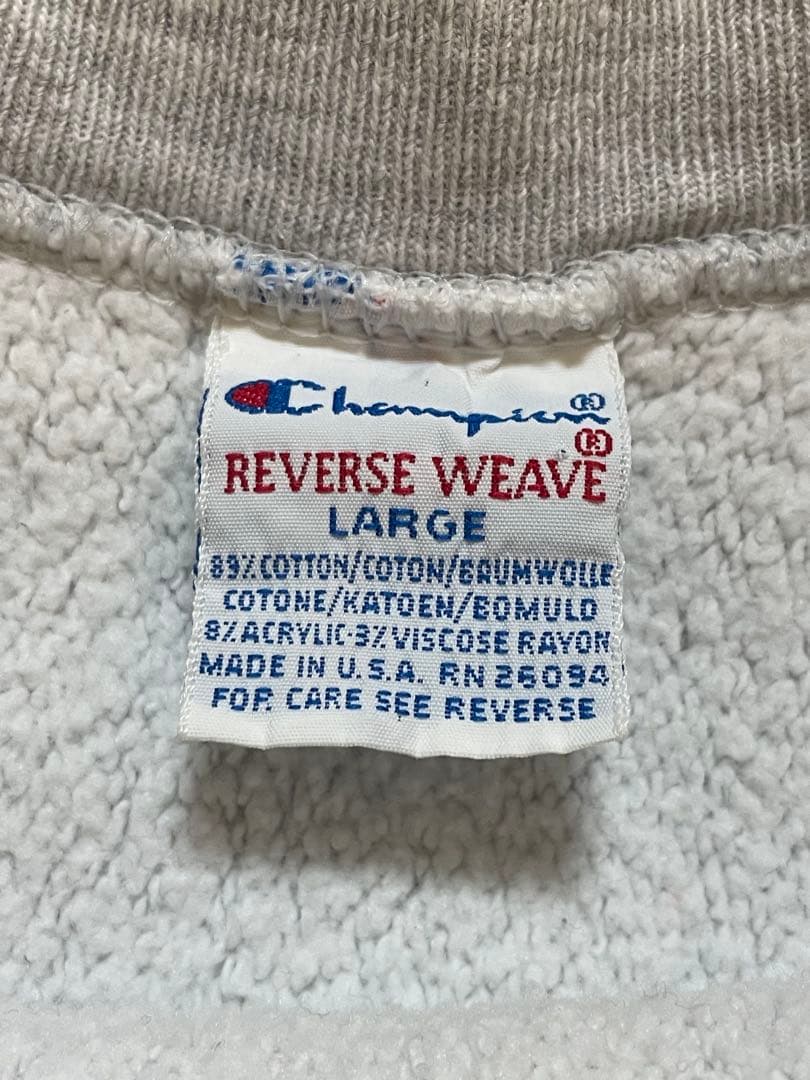 Champion®
REVERSE WEAVE®
LARGE
89% COTTON/COTON/BAUMWOLLE
COTONE/KATOEN/BOMULD
8% ACRYLIC-3% VISCOSE RAYON
MADE IN U.S.A. RN 26094
FOR CARE SEE REVERSE